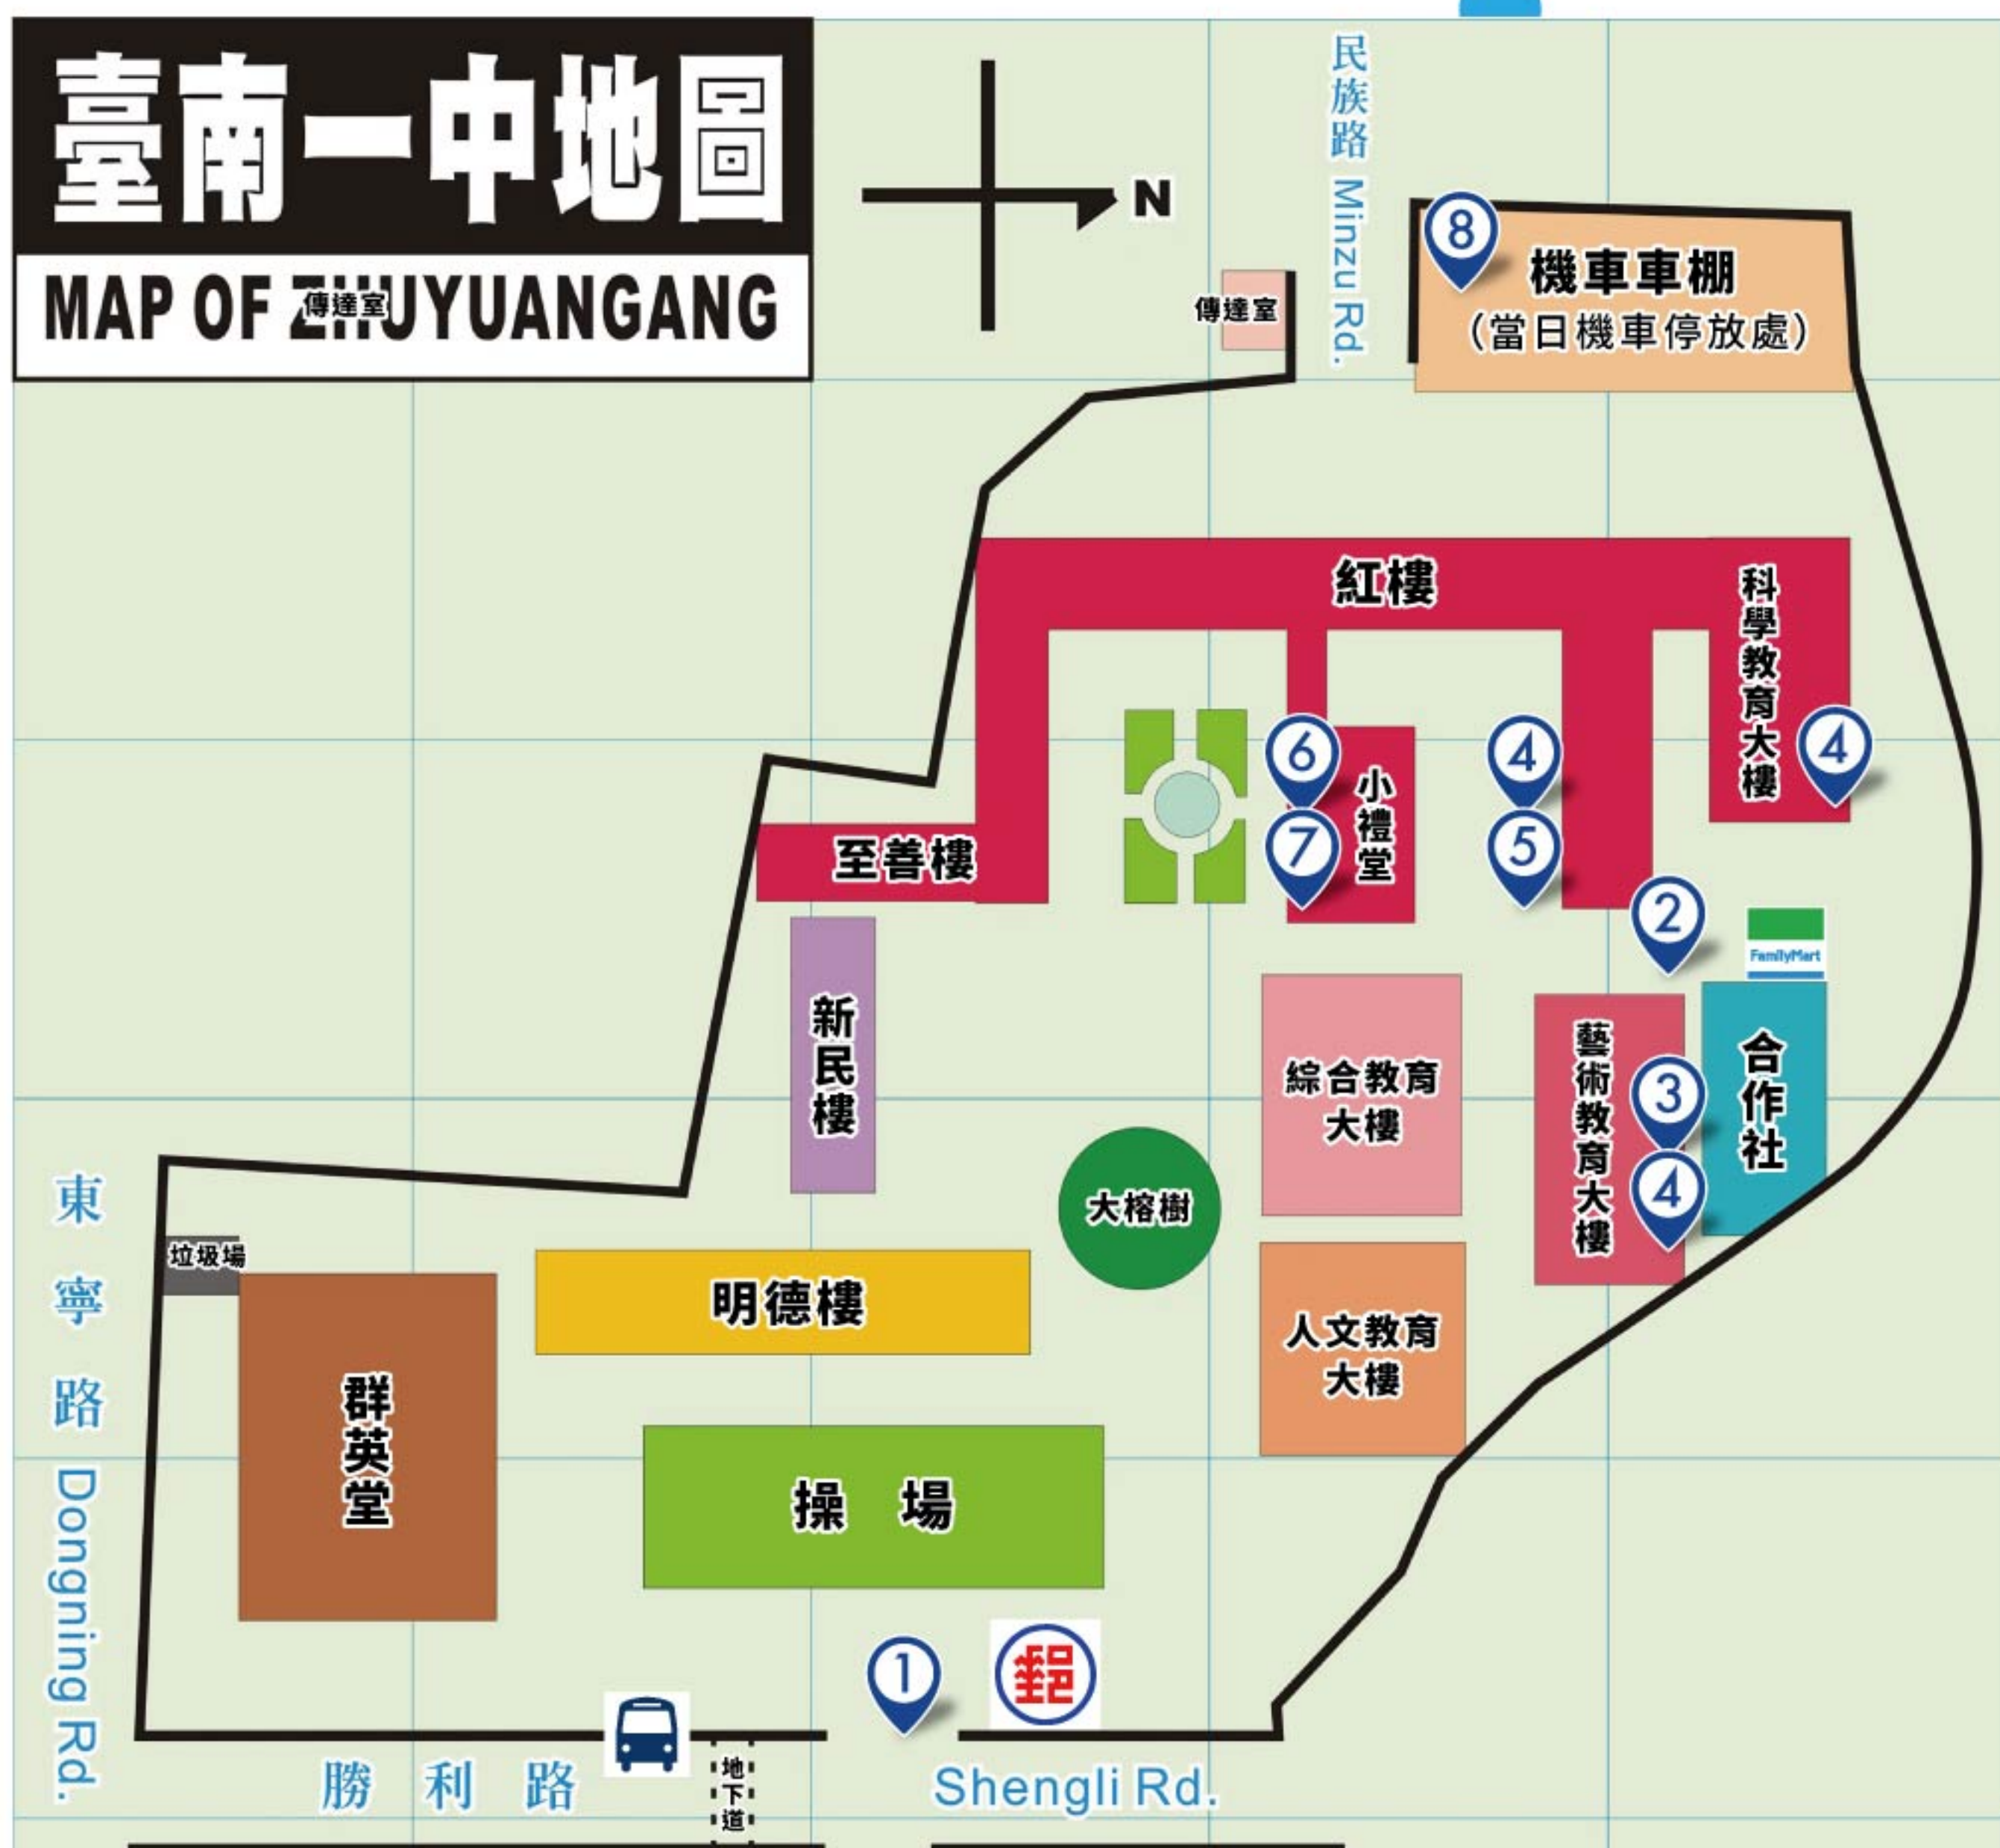 臺南一中地圖
MAP OF ZHUYUANGANG
傳達室
N
民族路 Minzu Rd.
傳達室
8
機車車棚
（當日機車停放處）
紅樓
科學教育大樓
6
4
4
小禮堂
7
5
至善樓
2
FamilyMart
新民樓
綜合教育
大樓
藝術教育大樓
3
合作社
4
大榕樹
東寧路 Dongning Rd.
垃圾場
明德樓
人文教育
大樓
群英堂
操場
1
郵
勝利路
地下道
Shengli Rd.